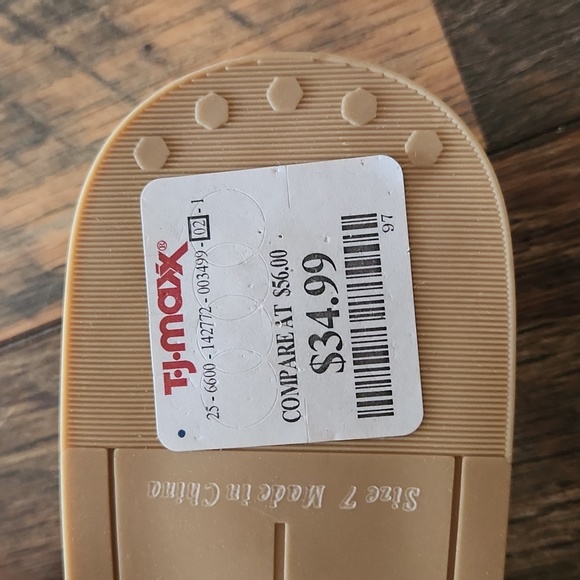 T·J·maxx®
25 - 6600 - 142772 - 003499 - 02 - 1
COMPARE AT $56.00
$34.99
97
Size 7 Made in China